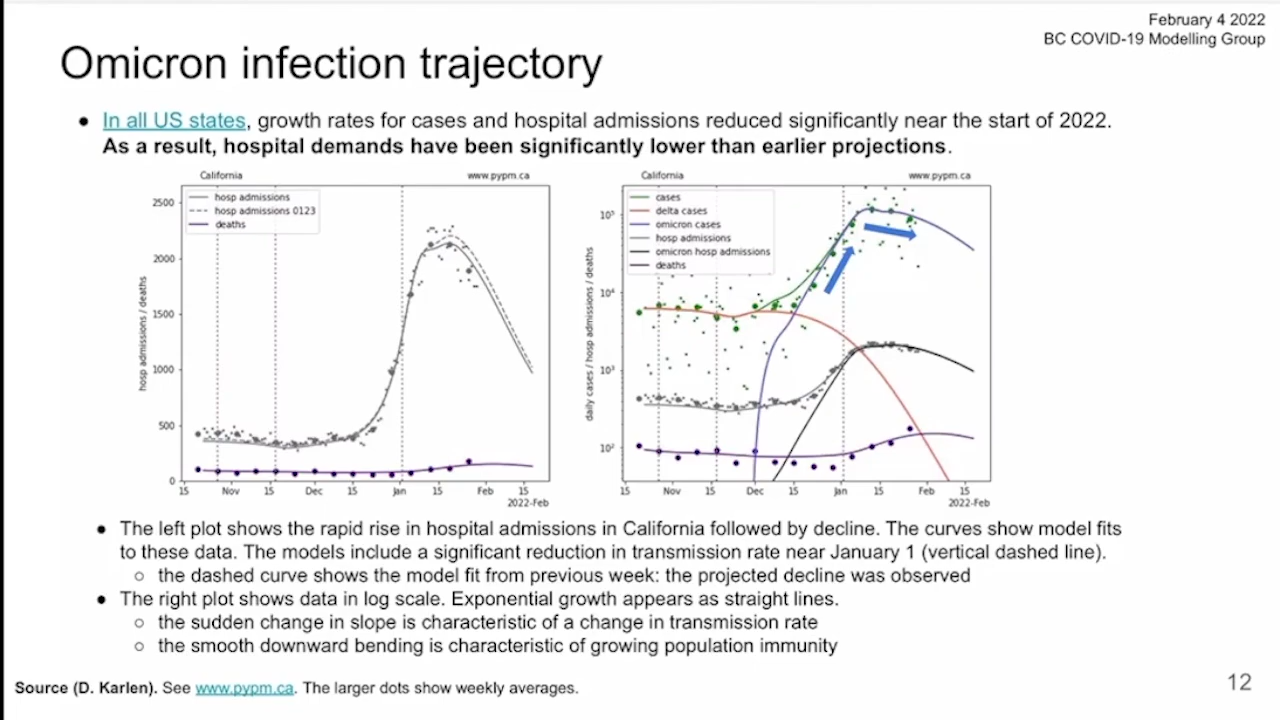 February 4 2022
BC COVID-19 Modelling Group
Omicron infection trajectory
● In all US states, growth rates for cases and hospital admissions reduced significantly near the start of 2022.
As a result, hospital demands have been significantly lower than earlier projections.
California www.pypm.ca
hosp admissions
hosp admissions 0123
deaths
hosp admissions / deaths
2500
2000
1500
1000
500
0
15 Nov 15 Dec 15 Jan 15 Feb 15
2022-Feb
California www.pypm.ca
cases
delta cases
omicron cases
hosp admissions
omicron hosp admissions
deaths
daily cases / hosp admissions / deaths
10⁵
10⁴
10³
10²
15 Nov 15 Dec 15 Jan 15 Feb 15
2022-Feb
● The left plot shows the rapid rise in hospital admissions in California followed by decline. The curves show model fits
to these data. The models include a significant reduction in transmission rate near January 1 (vertical dashed line).
○ the dashed curve shows the model fit from previous week: the projected decline was observed
● The right plot shows data in log scale. Exponential growth appears as straight lines.
○ the sudden change in slope is characteristic of a change in transmission rate
○ the smooth downward bending is characteristic of growing population immunity
Source (D. Karlen). See www.pypm.ca. The larger dots show weekly averages.
12